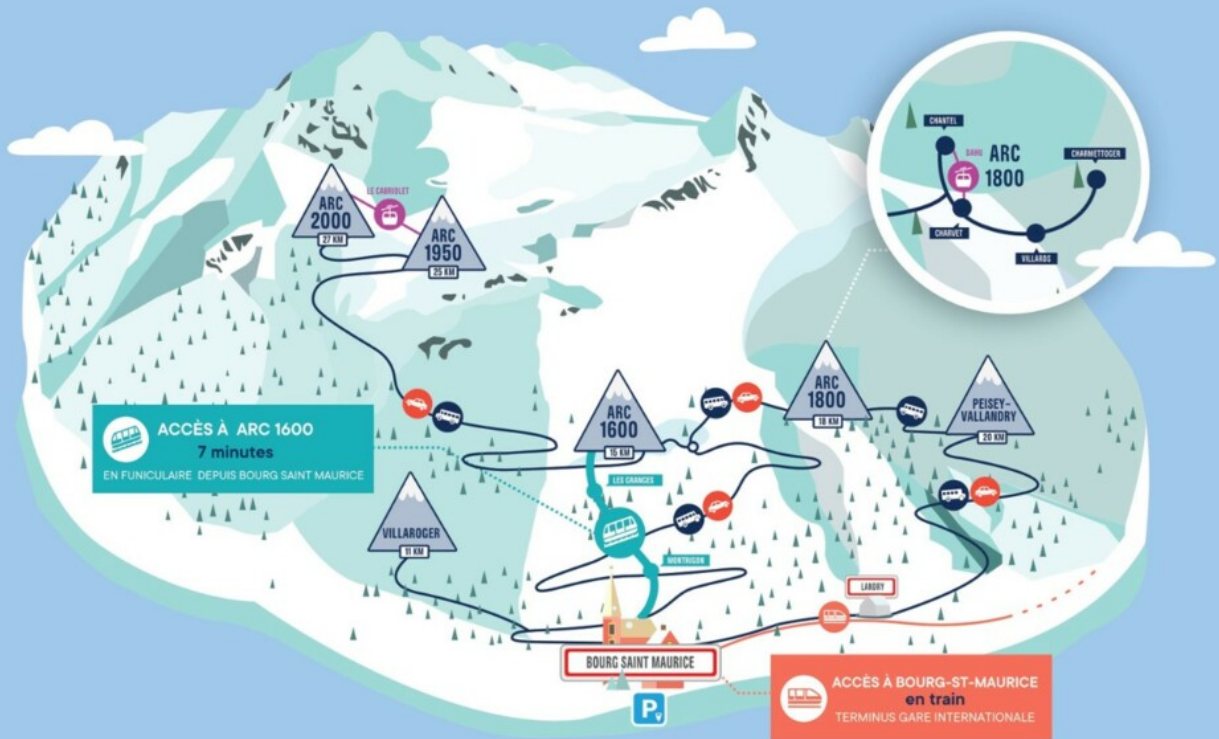 CHANTEL
DAHU
ARC
1800
CHARMETTOGER
CHARVET
VILLARDS
ARC
2000
27 KM
LE CABRIOLET
ARC
1950
25 KM
ARC
1600
15 KM
ARC
1800
18 KM
PEISEY-
VALLANDRY
20 KM
ACCÈS À ARC 1600
7 minutes
EN FUNICULAIRE DEPUIS BOURG SAINT MAURICE
LES GRANGES
VILLAROGER
11 KM
MONTRIGON
LANDRY
BOURG SAINT MAURICE
P
ACCÈS À BOURG-ST-MAURICE
en train
TERMINUS GARE INTERNATIONALE